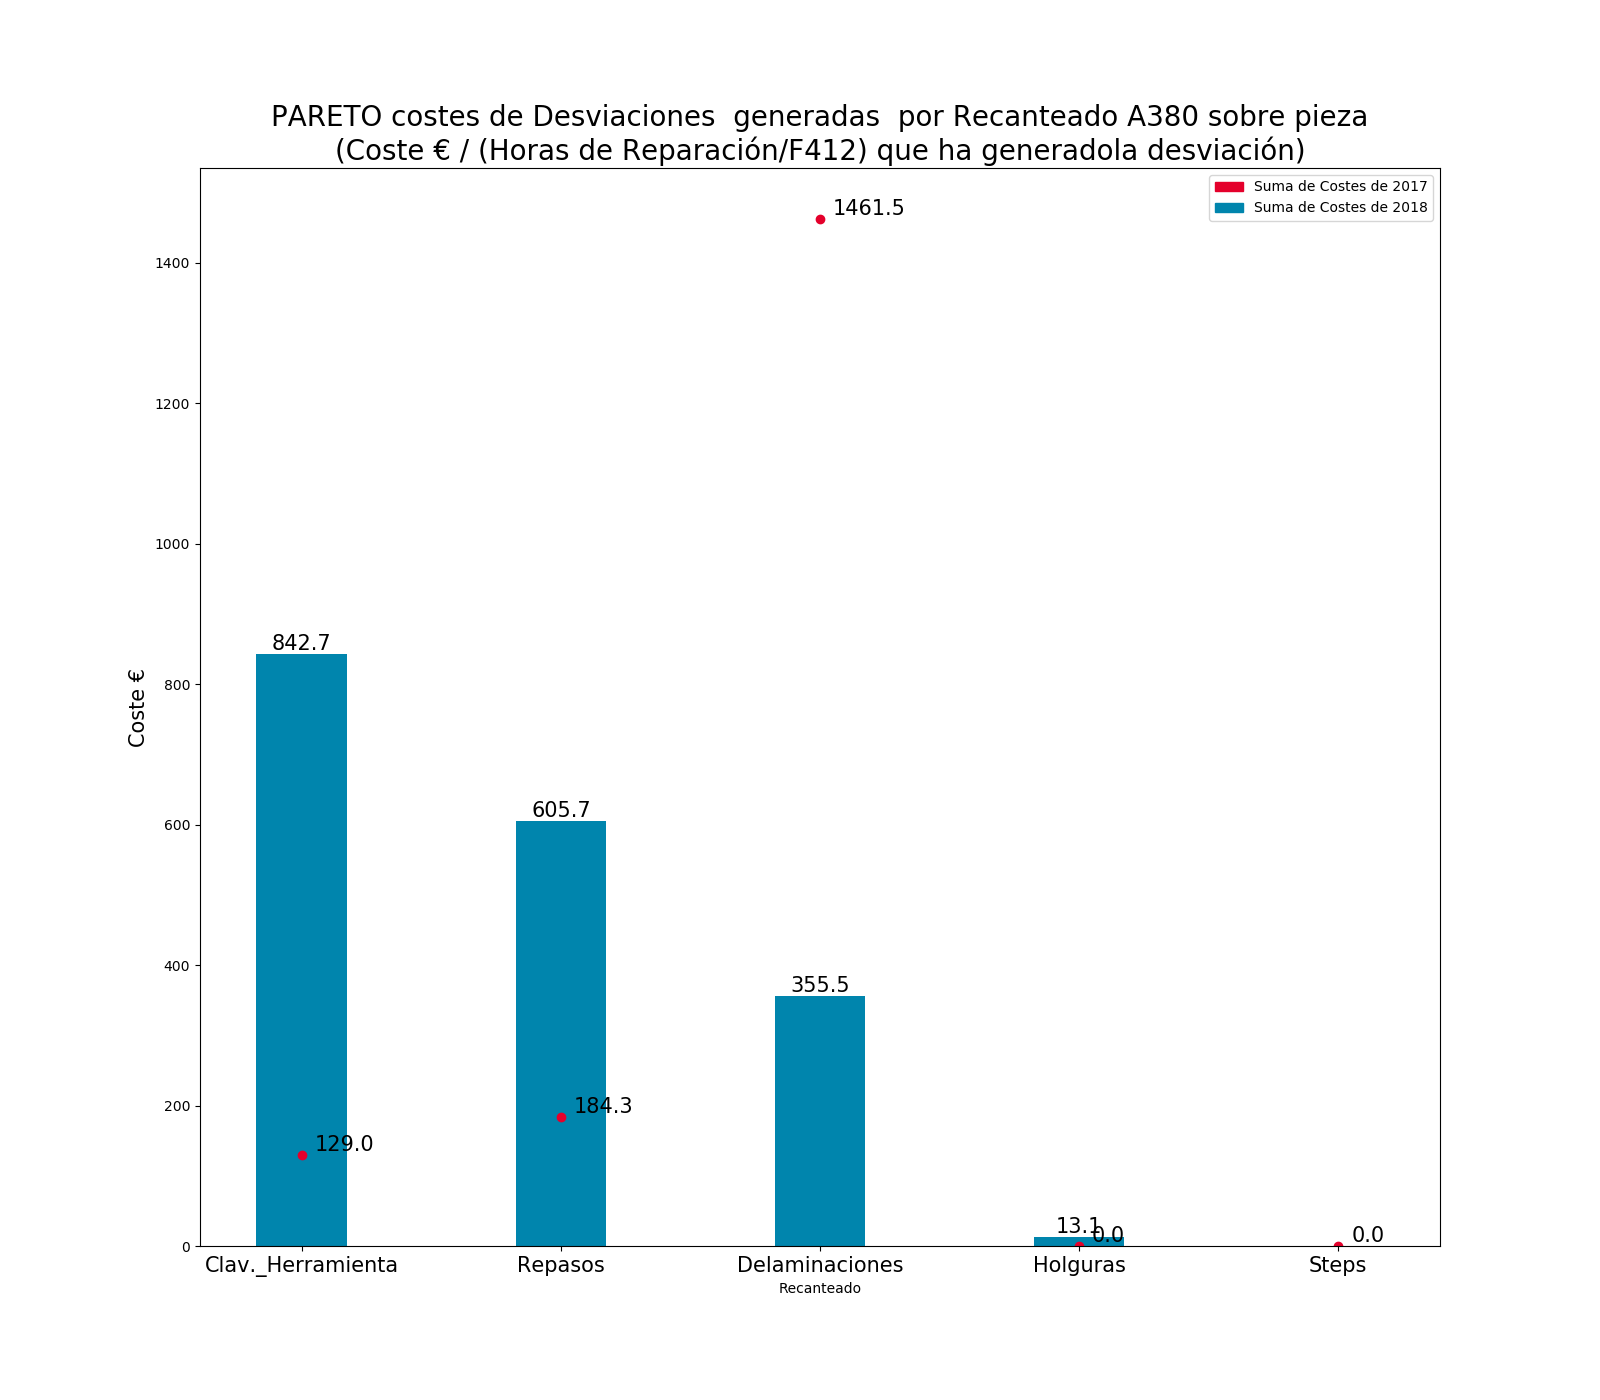 PARETO costes de Desviaciones  generadas  por Recanteado A380 sobre pieza
(Coste € / (Horas de Reparación/F412) que ha generadola desviación)
Suma de Costes de 2017
Suma de Costes de 2018
1461.5
1400
1200
1000
842.7
800
Coste €
605.7
600
400
355.5
200
184.3
129.0
13.1
0.0
0.0
0
Clav._Herramienta
Repasos
Delaminaciones
Holguras
Steps
Recanteado